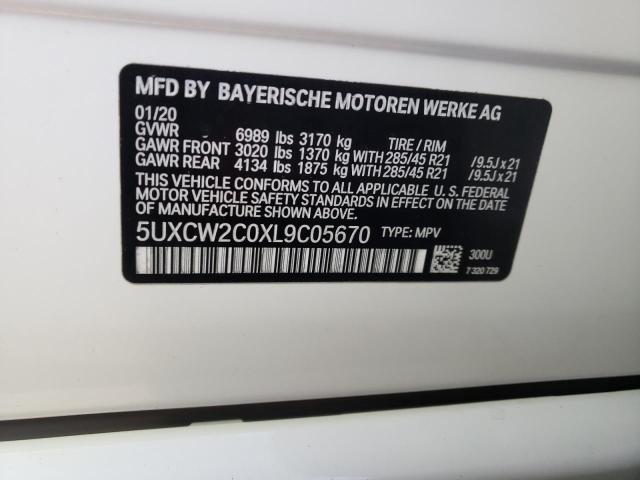 MFD BY BAYERISCHE MOTOREN WERKE AG
01/20
GVWR 6989 lbs 3170 kg TIRE / RIM
GAWR FRONT 3020 lbs 1370 kg WITH 285/45 R21 /9.5J x 21
GAWR REAR 4134 lbs 1875 kg WITH 285/45 R21 /9.5J x 21
THIS VEHICLE CONFORMS TO ALL APPLICABLE U. S. FEDERAL
MOTOR VEHICLE SAFETY STANDARDS IN EFFECT ON THE
DATE OF MANUFACTURE SHOWN ABOVE.
5UXCW2C0XL9C05670 TYPE: MPV
300U
7 320 729